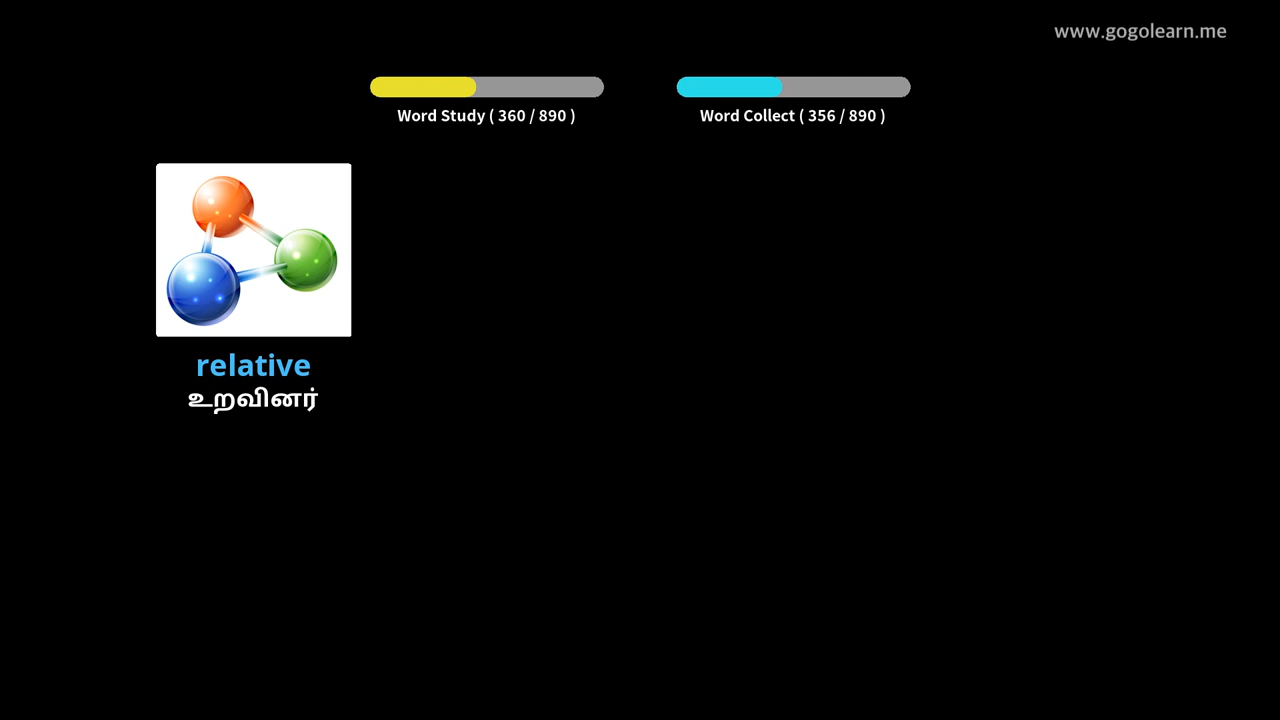 www.gogolearn.me
Word Study ( 360 / 890 )
Word Collect ( 356 / 890 )
relative
உறவினர்